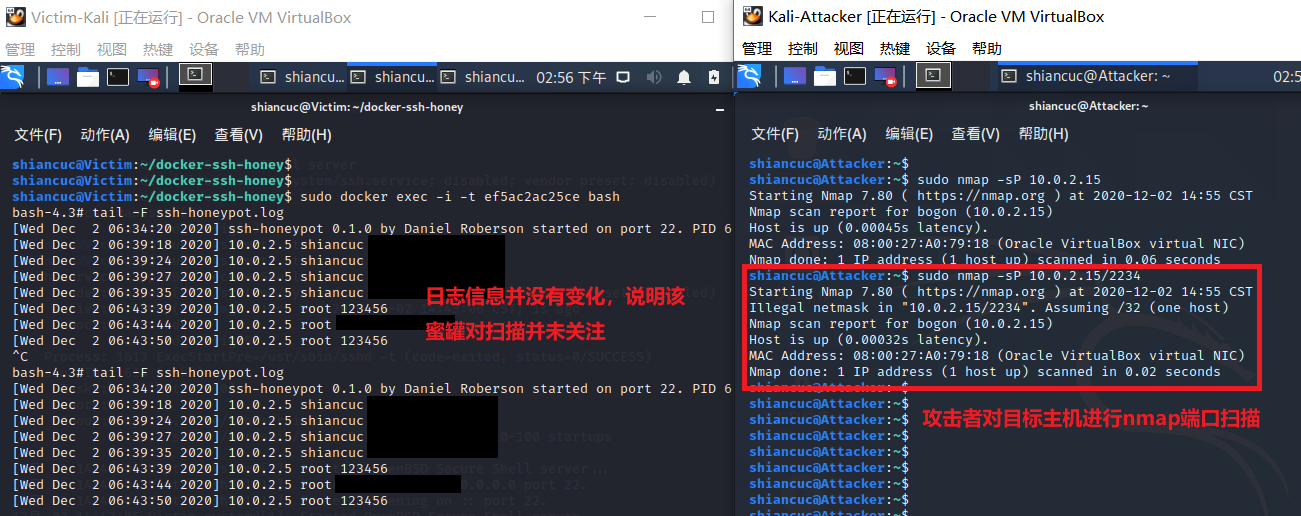 Victim-Kali [正在运行] - Oracle VM VirtualBox
管理 控制 视图 热键 设备 帮助
shiancuc... shiancu... shiancuc... 02:56 下午
shiancuc@Victim: ~/docker-ssh-honey
文件(F) 动作(A) 编辑(E) 查看(V) 帮助(H)
shiancuc@Victim:~/docker-ssh-honey$
shiancuc@Victim:~/docker-ssh-honey$
shiancuc@Victim:~/docker-ssh-honey$ sudo docker exec -i -t ef5ac2ac25ce bash
bash-4.3# tail -F ssh-honeypot.log
[Wed Dec  2 06:34:20 2020] ssh-honeypot 0.1.0 by Daniel Roberson started on port 22. PID 6
[Wed Dec  2 06:39:18 2020] 10.0.2.5 shiancuc
[Wed Dec  2 06:39:24 2020] 10.0.2.5 shiancuc
[Wed Dec  2 06:39:27 2020] 10.0.2.5 shiancuc
[Wed Dec  2 06:39:35 2020] 10.0.2.5 shiancuc
[Wed Dec  2 06:43:39 2020] 10.0.2.5 root 123456
[Wed Dec  2 06:43:44 2020] 10.0.2.5 root
[Wed Dec  2 06:43:50 2020] 10.0.2.5 root 123456
^C
bash-4.3# tail -F ssh-honeypot.log
[Wed Dec  2 06:34:20 2020] ssh-honeypot 0.1.0 by Daniel Roberson started on port 22. PID 6
[Wed Dec  2 06:39:18 2020] 10.0.2.5 shiancuc
[Wed Dec  2 06:39:24 2020] 10.0.2.5 shiancuc
[Wed Dec  2 06:39:27 2020] 10.0.2.5 shiancuc
[Wed Dec  2 06:39:35 2020] 10.0.2.5 shiancuc
[Wed Dec  2 06:43:39 2020] 10.0.2.5 root 123456
[Wed Dec  2 06:43:44 2020] 10.0.2.5 root
[Wed Dec  2 06:43:50 2020] 10.0.2.5 root 123456
日志信息并没有变化，说明该
蜜罐对扫描并未关注
Kali-Attacker [正在运行] - Oracle VM VirtualBox
管理 控制 视图 热键 设备 帮助
shiancuc@Attacker: ~ 02:5
shiancuc@Attacker: ~
文件(F) 动作(A) 编辑(E) 查看(V) 帮助(H)
shiancuc@Attacker:~$
shiancuc@Attacker:~$ sudo nmap -sP 10.0.2.15
Starting Nmap 7.80 ( https://nmap.org ) at 2020-12-02 14:55 CST
Nmap scan report for bogon (10.0.2.15)
Host is up (0.00045s latency).
MAC Address: 08:00:27:A0:79:18 (Oracle VirtualBox virtual NIC)
Nmap done: 1 IP address (1 host up) scanned in 0.06 seconds
shiancuc@Attacker:~$ sudo nmap -sP 10.0.2.15/2234
Starting Nmap 7.80 ( https://nmap.org ) at 2020-12-02 14:55 CST
Illegal netmask in "10.0.2.15/2234". Assuming /32 (one host)
Nmap scan report for bogon (10.0.2.15)
Host is up (0.00032s latency).
MAC Address: 08:00:27:A0:79:18 (Oracle VirtualBox virtual NIC)
Nmap done: 1 IP address (1 host up) scanned in 0.02 seconds
shiancuc@Attacker:~$
shiancuc@Attacker:~$
shiancuc@Attacker:~$
shiancuc@Attacker:~$
shiancuc@Attacker:~$
shiancuc@Attacker:~$
shiancuc@Attacker:~$
shiancuc@Attacker:~$
攻击者对目标主机进行nmap端口扫描